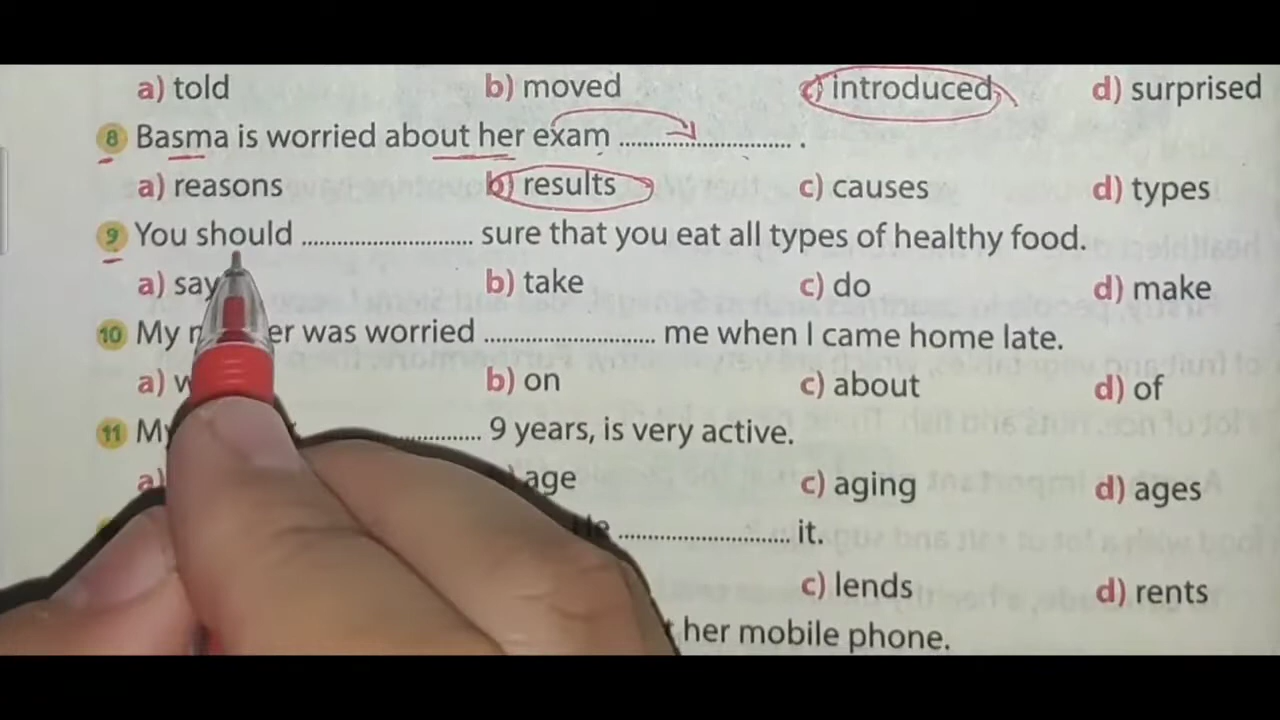 a) told b) moved c) introduced d) surprised
8 Basma is worried about her exam .......................... .
a) reasons b) results c) causes d) types
9 You should .......................... sure that you eat all types of healthy food.
a) say b) take c) do d) make
10 My er was worried .......................... me when I came home late.
a) b) on c) about d) of
11 My .............. 9 years, is very active.
a) age c) aging d) ages
He .......................... it.
c) lends d) rents
her mobile phone.